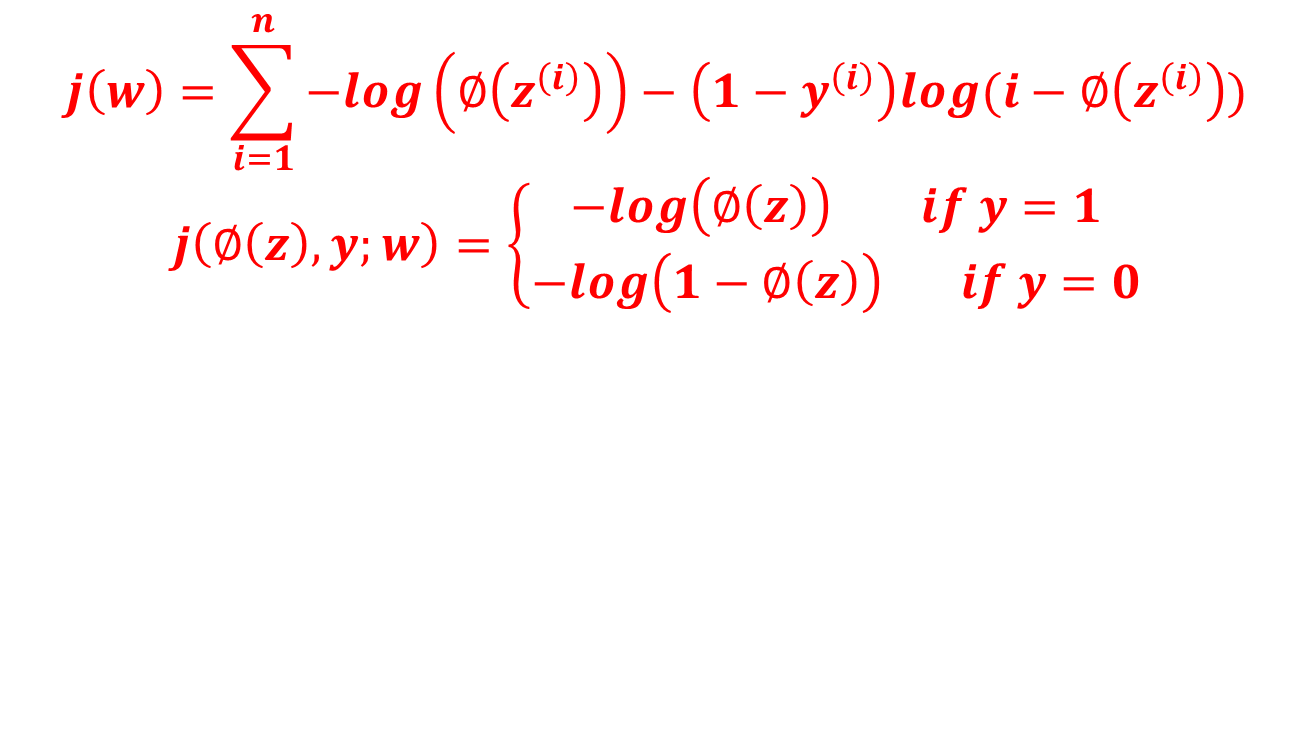 j(w) = ∑_{i=1}^{n} −log(∅(z^{(i)})) − (1 − y^{(i)})log(i − ∅(z^{(i)}))
j(∅(z), y; w) = { −log(∅(z)) if y = 1
−log(1 − ∅(z)) if y = 0